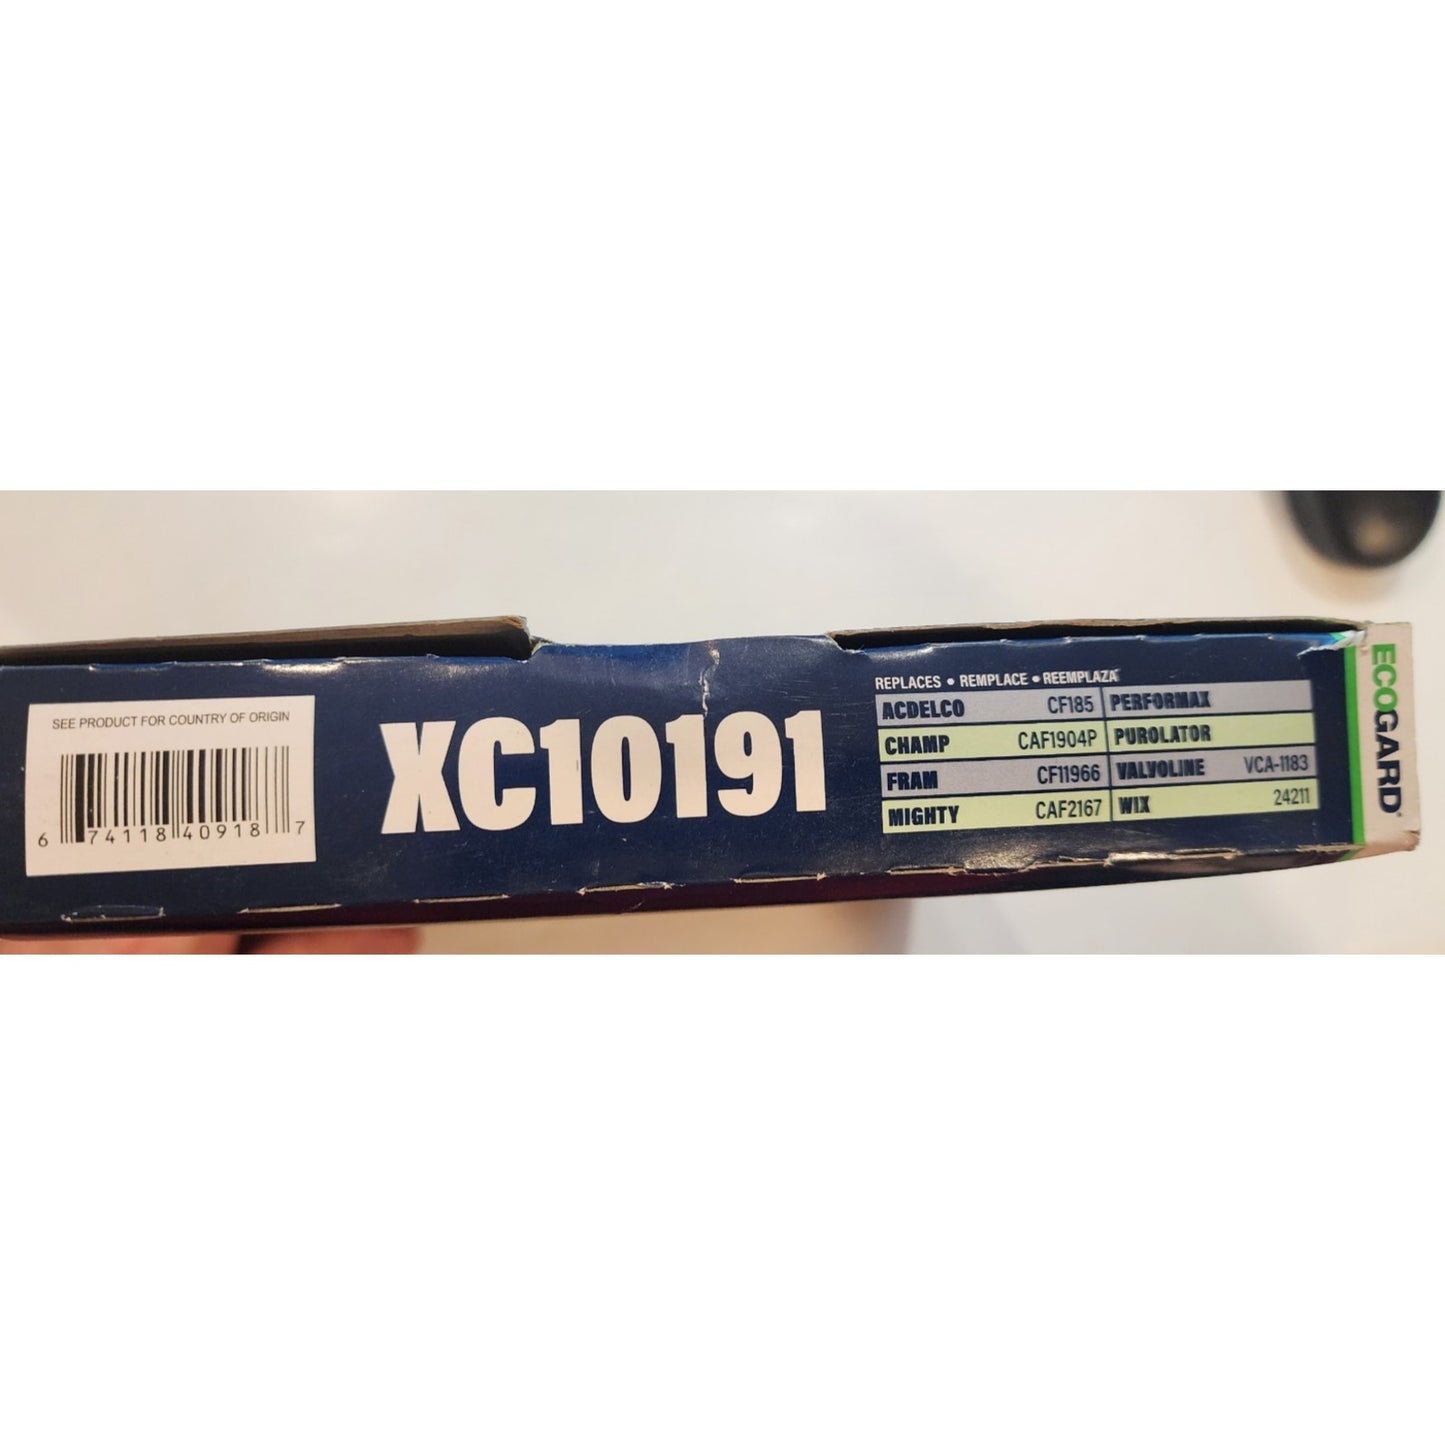 SEE PRODUCT FOR COUNTRY OF ORIGIN
6 74118 40918 7
XC10191
REPLACES • REMPLACE • REEMPLAZA
ACDELCO CF185 PERFORMAX
CHAMP CAF1904P PUROLATOR
FRAM CF11966 VALVOLINE VCA-1183
MIGHTY CAF2167 WIX 24211
ECOGARD